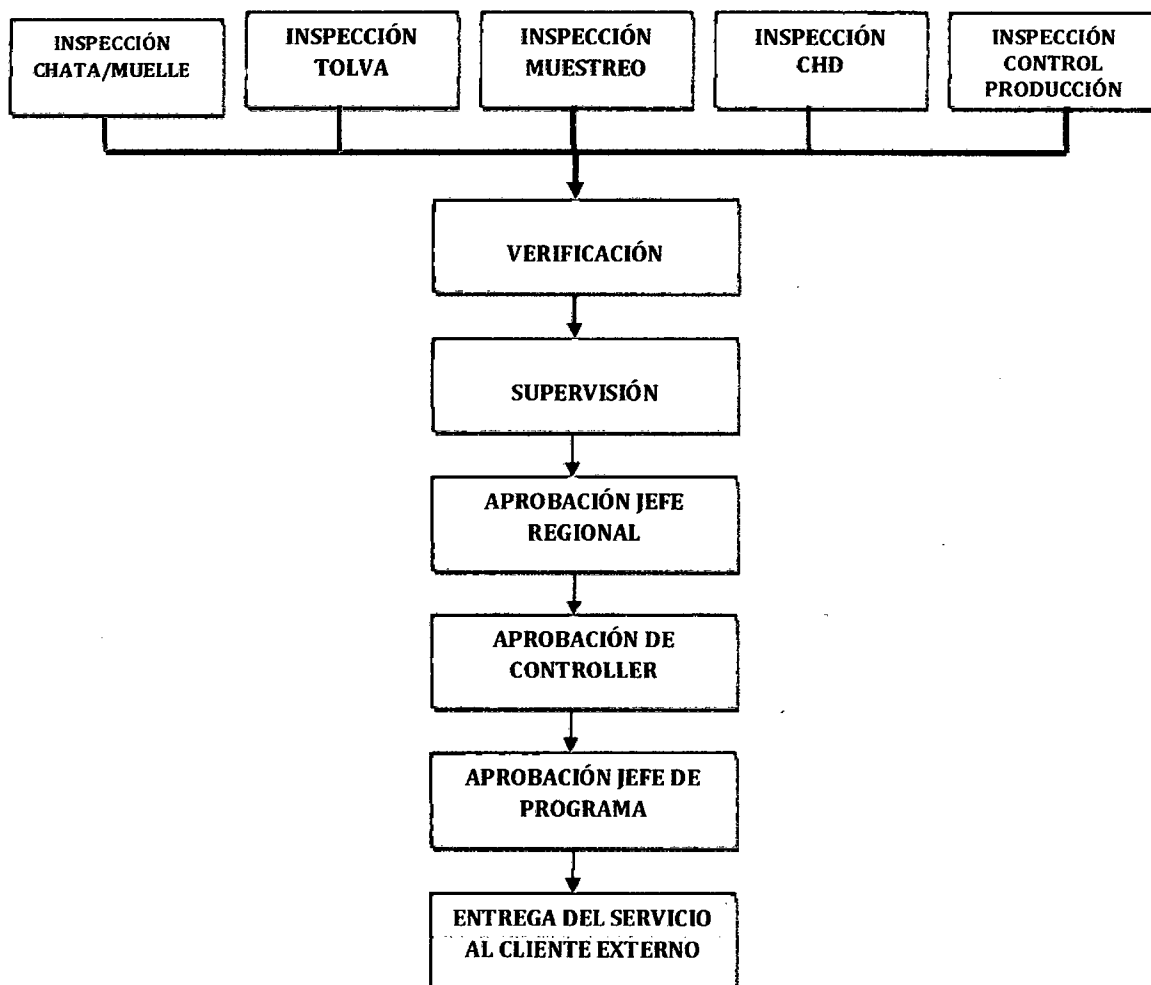 INSPECCIÓN
CHATA/MUELLE
INSPECCIÓN
TOLVA
INSPECCIÓN
MUESTREO
INSPECCIÓN
CHD
INSPECCIÓN
CONTROL
PRODUCCIÓN
VERIFICACIÓN
SUPERVISIÓN
APROBACIÓN JEFE
REGIONAL
APROBACIÓN DE
CONTROLLER
APROBACIÓN JEFE DE
PROGRAMA
ENTREGA DEL SERVICIO
AL CLIENTE EXTERNO